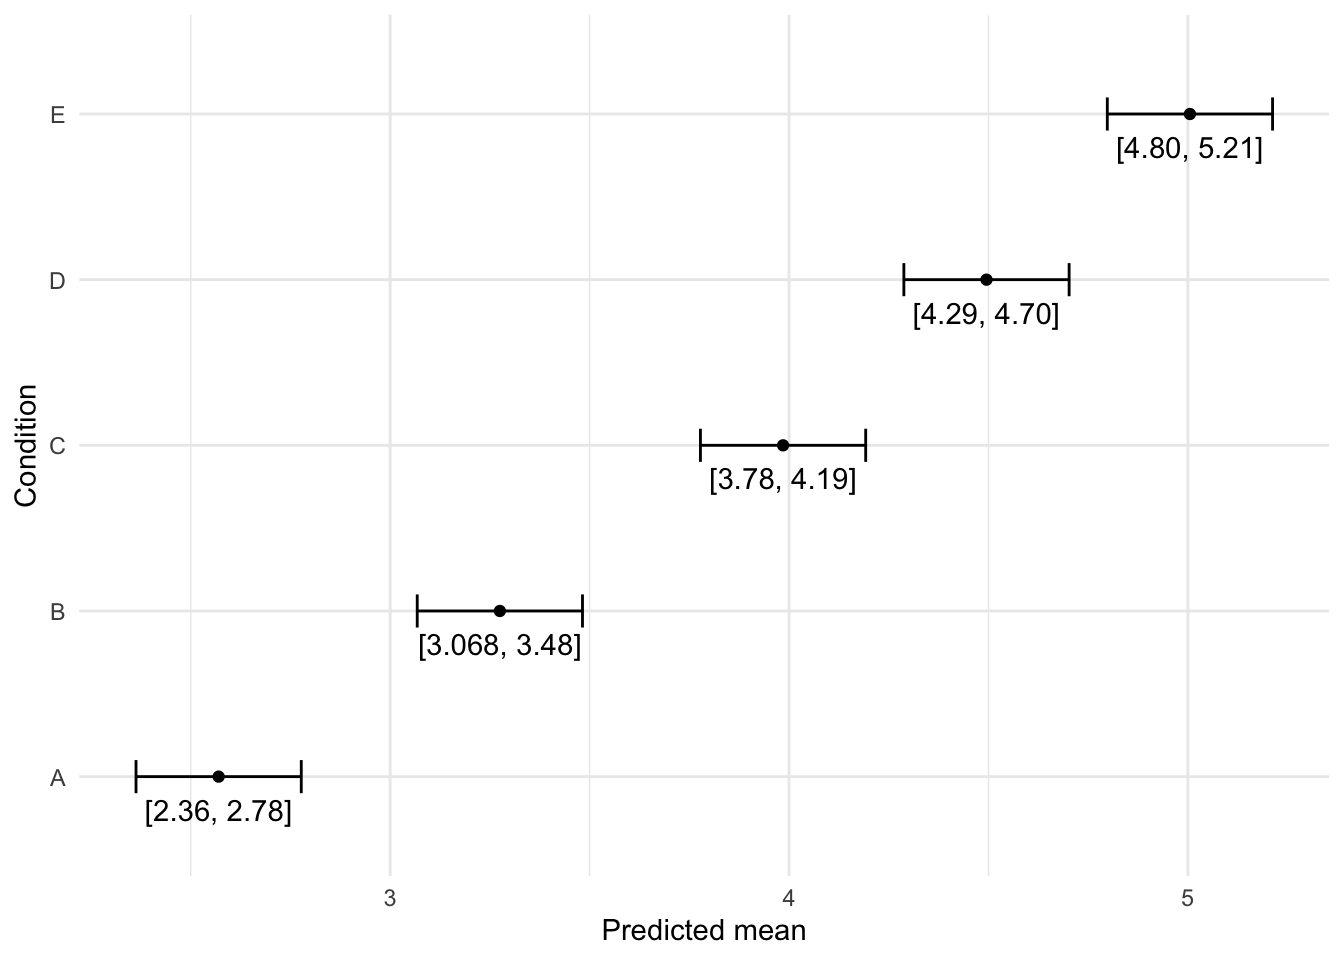 E
[4.80, 5.21]
D
[4.29, 4.70]
Condition
C
[3.78, 4.19]
B
[3.068, 3.48]
A
[2.36, 2.78]
3 4 5
Predicted mean